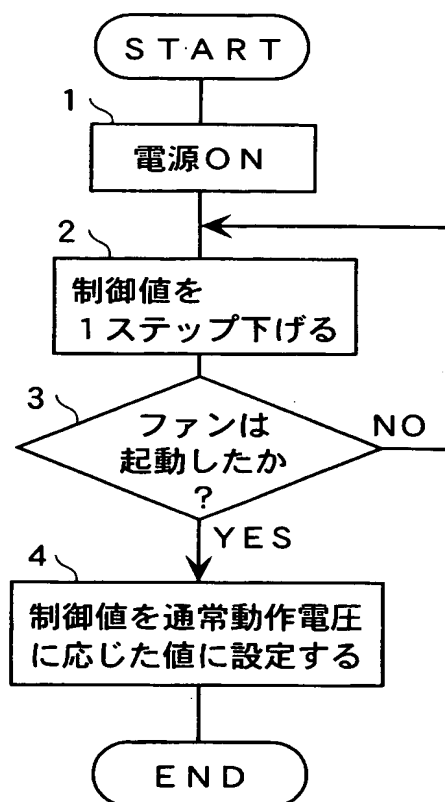 START
1
電源ON
2
制御値を
1ステップ下げる
3
ファンは
起動したか
?
NO
YES
4
制御値を通常動作電圧
に応じた値に設定する
END